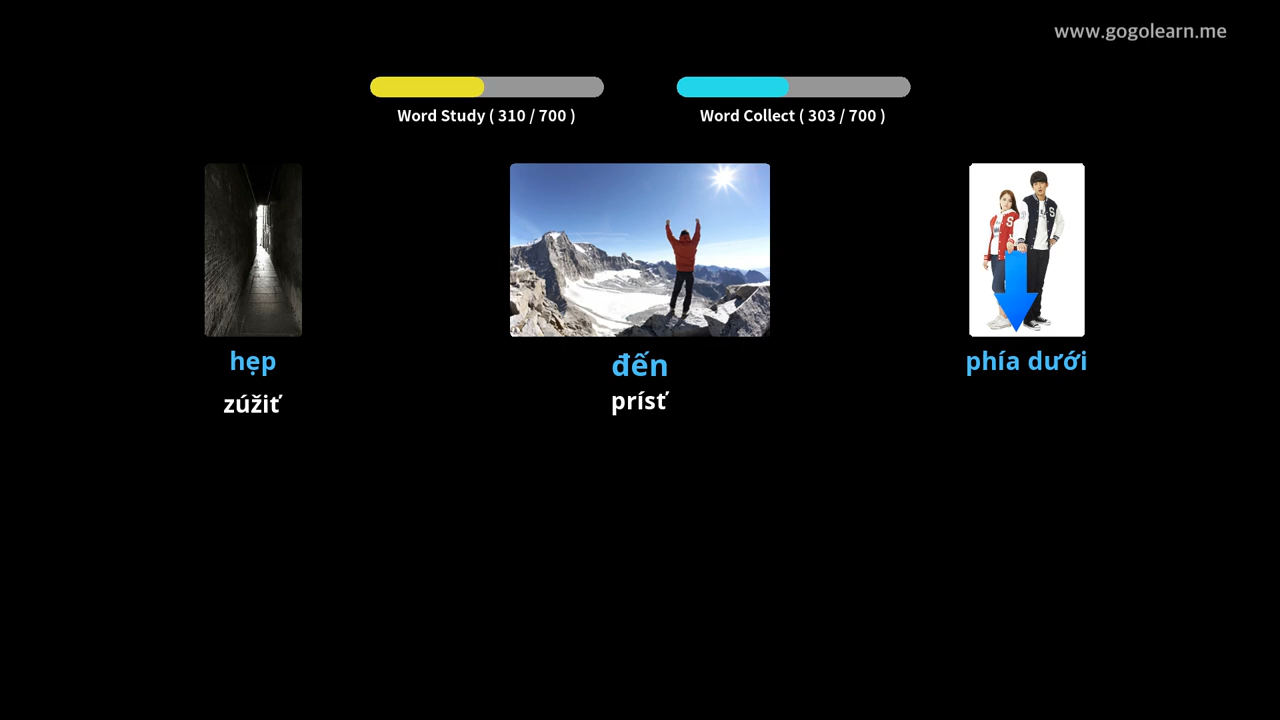 www.gogolearn.me
Word Study ( 310 / 700 )
Word Collect ( 303 / 700 )
hẹp
đến
phía dưới
zúžiť
prísť